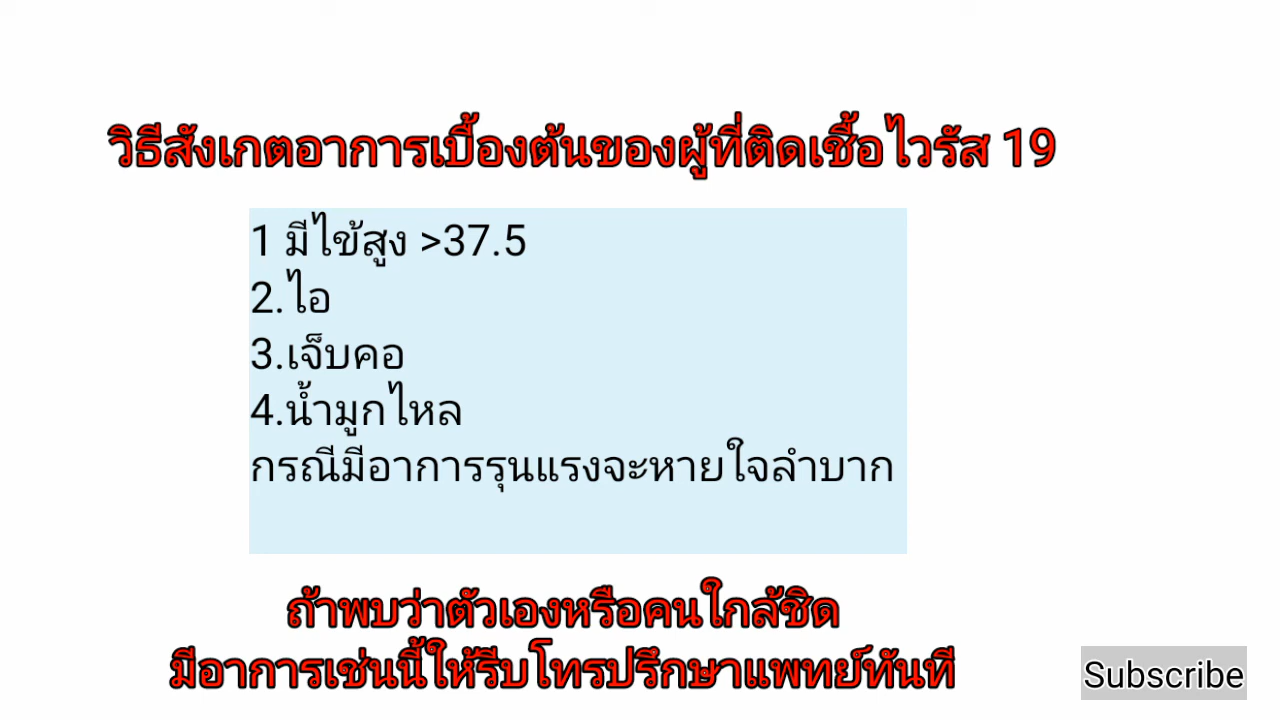 วิธีสังเกตอาการเบื้องต้นของผู้ที่ติดเชื้อไวรัส 19
1 มีไข้สูง >37.5
2.ไอ
3.เจ็บคอ
4.น้ำมูกไหล
กรณีมีอาการรุนแรงจะหายใจลำบาก
ถ้าพบว่าตัวเองหรือคนใกล้ชิด
มีอาการเช่นนี้ให้รีบโทรปรึกษาแพทย์ทันที
Subscribe